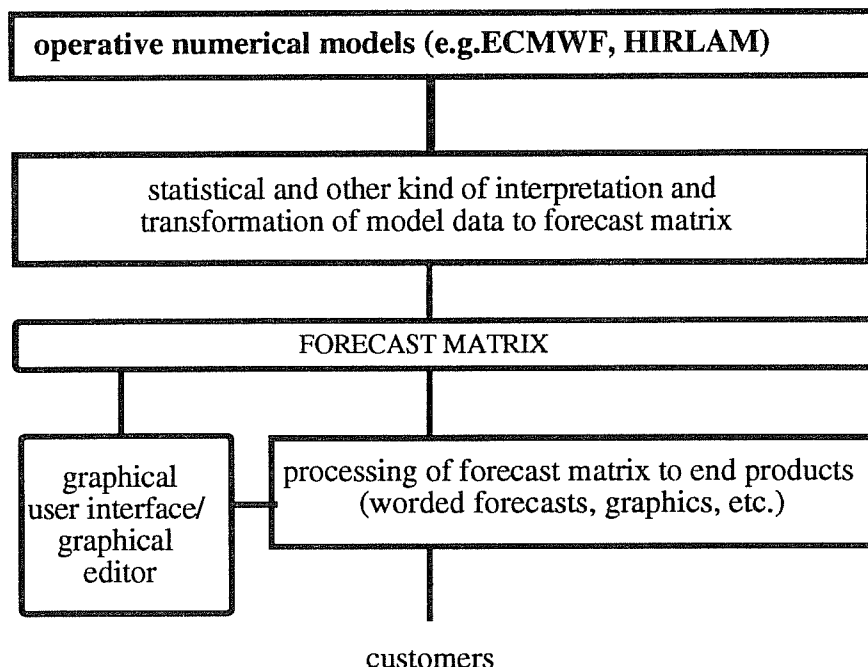 operative numerical models (e.g.ECMWF, HIRLAM)
statistical and other kind of interpretation and
transformation of model data to forecast matrix
FORECAST MATRIX
graphical
user interface/
graphical
editor
processing of forecast matrix to end products
(worded forecasts, graphics, etc.)
customers